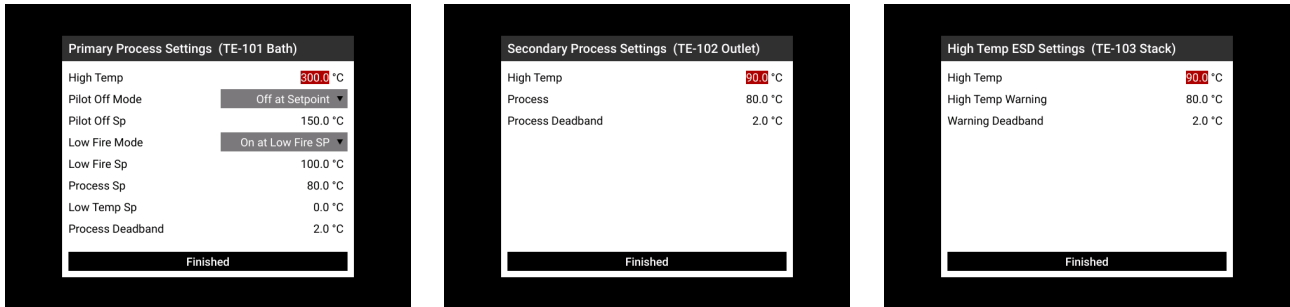 Primary Process Settings (TE-101 Bath)
High Temp 300.0 °C
Pilot Off Mode Off at Setpoint ▼
Pilot Off Sp 150.0 °C
Low Fire Mode On at Low Fire SP ▼
Low Fire Sp 100.0 °C
Process Sp 80.0 °C
Low Temp Sp 0.0 °C
Process Deadband 2.0 °C
Finished
Secondary Process Settings (TE-102 Outlet)
High Temp 90.0 °C
Process 80.0 °C
Process Deadband 2.0 °C
Finished
High Temp ESD Settings (TE-103 Stack)
High Temp 90.0 °C
High Temp Warning 80.0 °C
Warning Deadband 2.0 °C
Finished